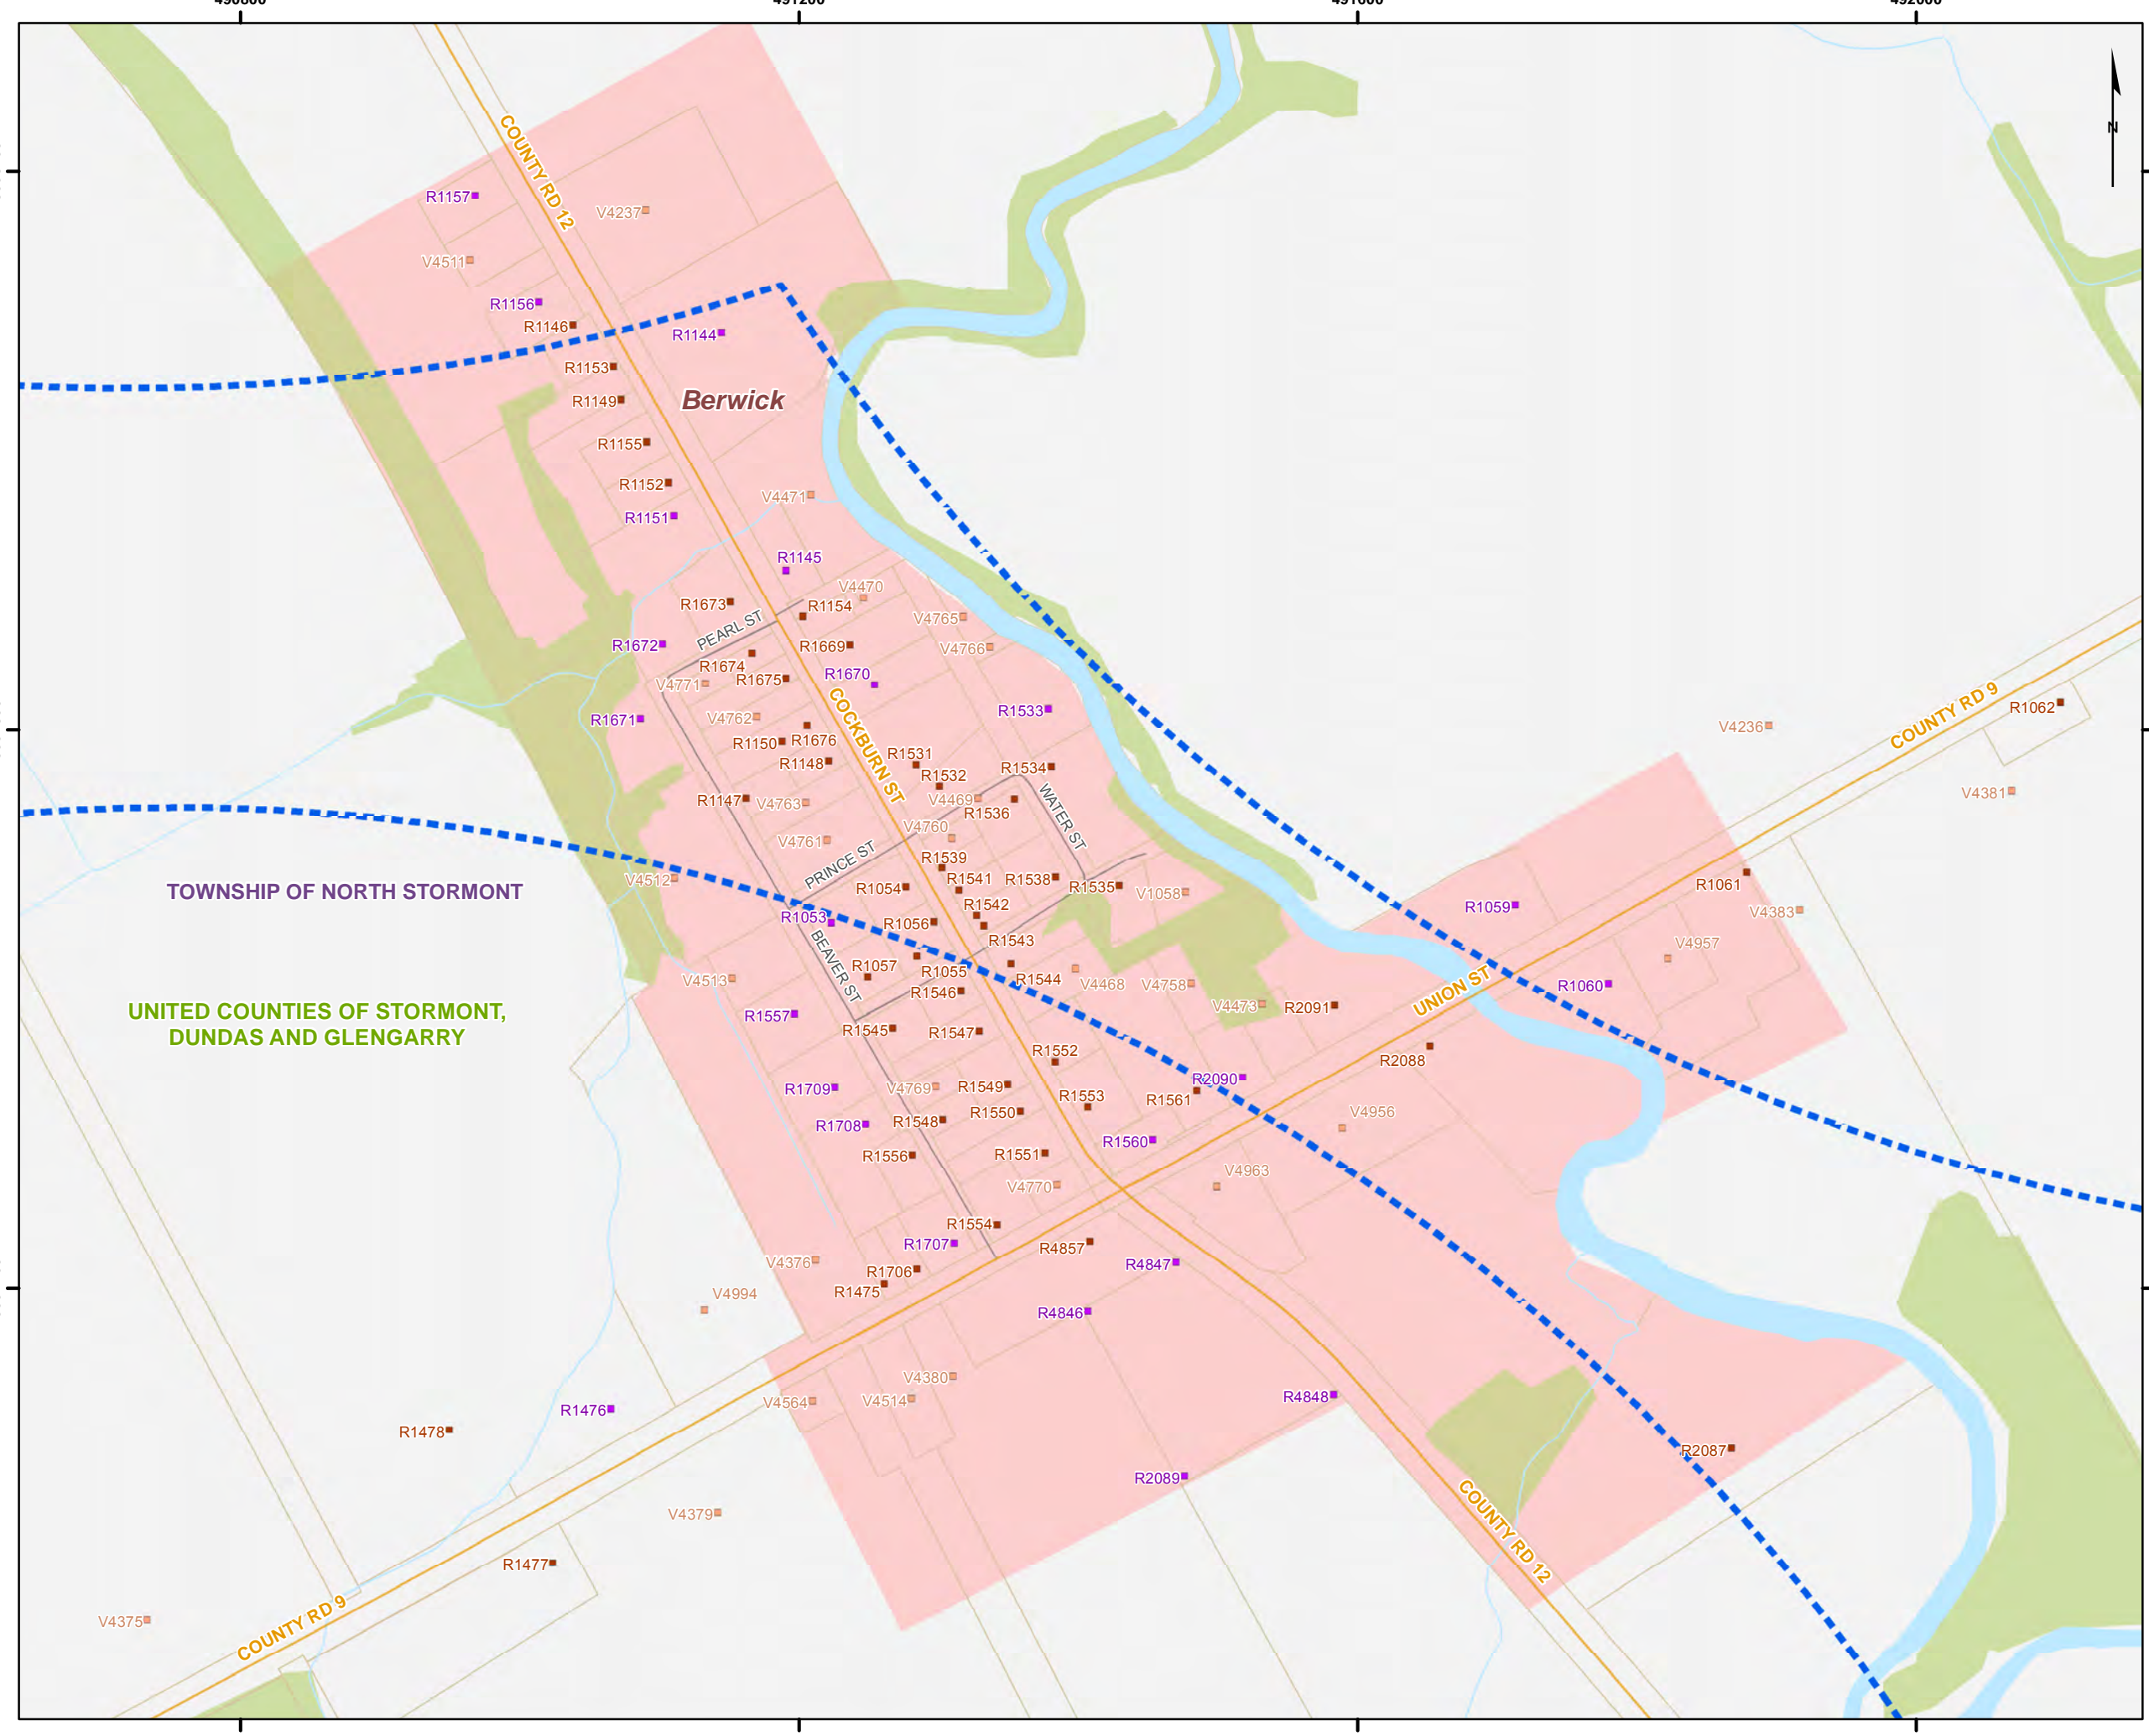 COUNTY RD 12
N
R1157
V4237
V4511
R1156
R1146
R1144
R1153
Berwick
R1149
R1155
R1152
V4471
R1151
R1145
V4470
R1673
R1154
V4765
PEARL ST
R1672
R1669
V4766
R1674
R1670
R1675
V4771
COUNTY RD 9
R1062
R1533
V4762
R1671
V4236
COCKBURN ST
R1150
R1676
R1531
R1148
R1532
R1534
V4381
R1147
V4763
V4469
R1536
WATER ST
V4760
V4761
PRINCE ST
R1539
V4512
R1541
R1538
R1535
R1054
V1058
R1061
TOWNSHIP OF NORTH STORMONT
R1542
R1059
V4383
R1053
R1056
R1543
V4957
BEAVER ST
R1057
R1055
R1544
V4468
V4758
V4513
R1546
UNION ST
R1060
V4473
R2091
UNITED COUNTIES OF STORMONT,
DUNDAS AND GLENGARRY
R1557
R1545
R1547
R1552
R2088
R2090
R1709
V4769
R1549
R1553
R1561
R1550
V4956
R1708
R1548
R1560
R1556
R1551
V4963
V4770
R1554
R1707
R4857
V4376
R4847
R1706
R1475
V4994
R4846
V4380
V4564
V4514
R4848
R1476
R1478
R2087
R2089
V4379
COUNTY RD 12
R1477
V4375
COUNTY RD 9